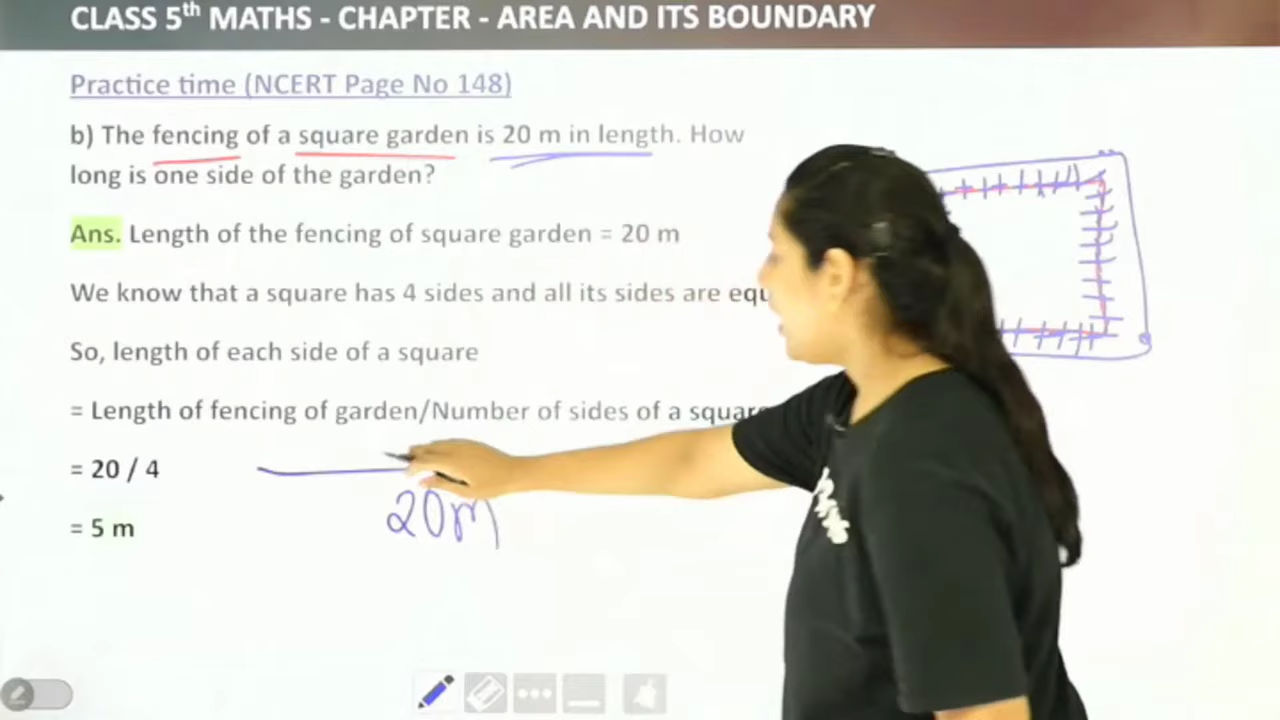 CLASS 5th MATHS - CHAPTER - AREA AND ITS BOUNDARY
Practice time (NCERT Page No 148)
b) The fencing of a square garden is 20 m in length. How
long is one side of the garden?
Ans. Length of the fencing of square garden = 20 m
We know that a square has 4 sides and all its sides are
So, length of each side of a square
= Length of fencing of garden/Number of sides of a
= 20 / 4
= 5 m
20m